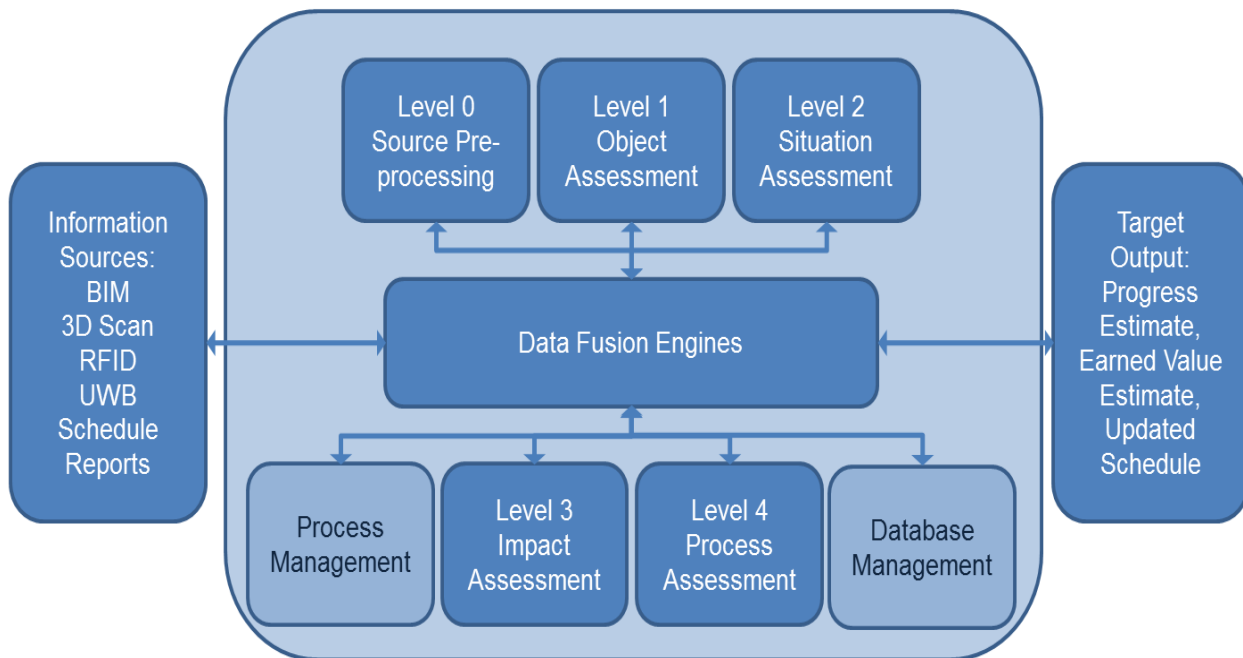 Level 0
Source Pre-
processing
Level 1
Object
Assessment
Level 2
Situation
Assessment
Information
Sources:
BIM
3D Scan
RFID
UWB
Schedule
Reports
Data Fusion Engines
Target
Output:
Progress
Estimate,
Earned Value
Estimate,
Updated
Schedule
Process
Management
Level 3
Impact
Assessment
Level 4
Process
Assessment
Database
Management